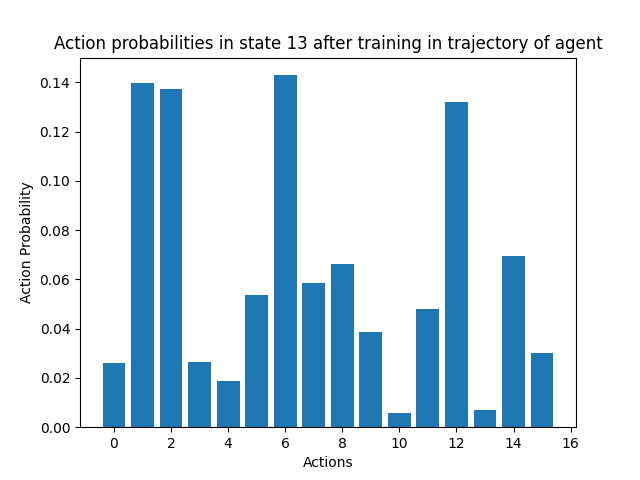 Action probabilities in state 13 after training in trajectory of agent
0.14
0.12
0.10
0.08
0.06
0.04
0.02
0.00
Action Probability
0 2 4 6 8 10 12 14 16
Actions